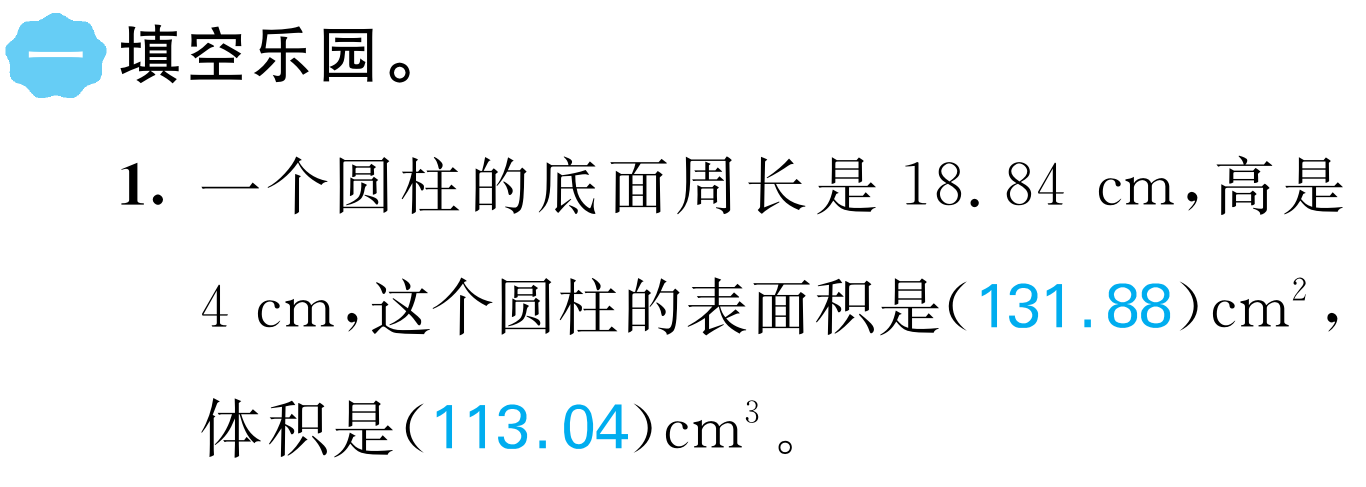 一 填空乐园。
1. 一个圆柱的底面周长是 18.84 cm,高是
4 cm,这个圆柱的表面积是(131.88)cm²,
体积是(113.04)cm³。